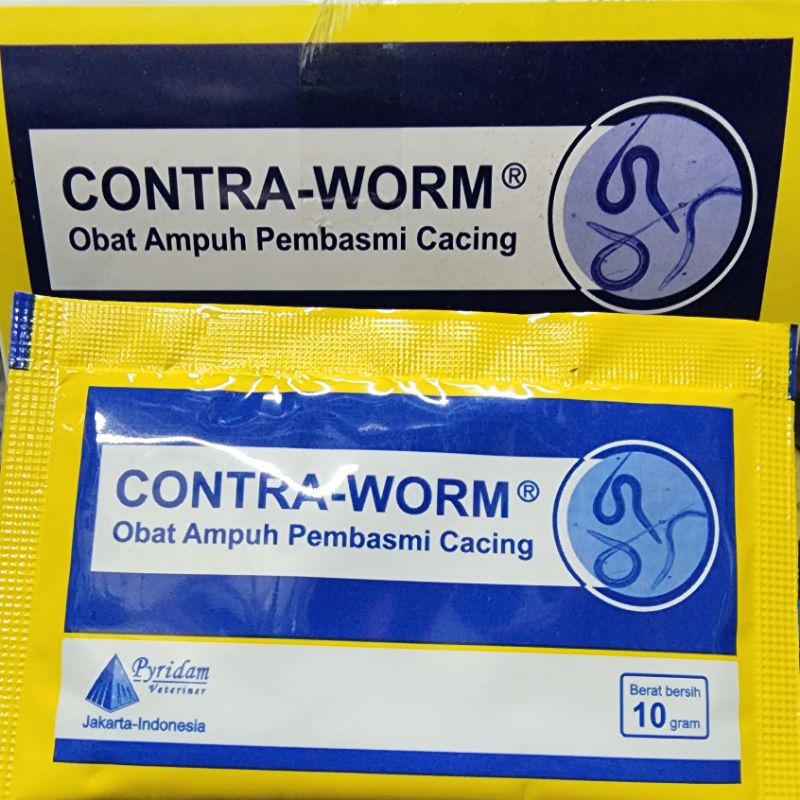 CONTRA-WORM®
Obat Ampuh Pembasmi Cacing
CONTRA-WORM®
Obat Ampuh Pembasmi Cacing
Pyridam
Veteriner
Jakarta-Indonesia
Berat bersih
10 gram